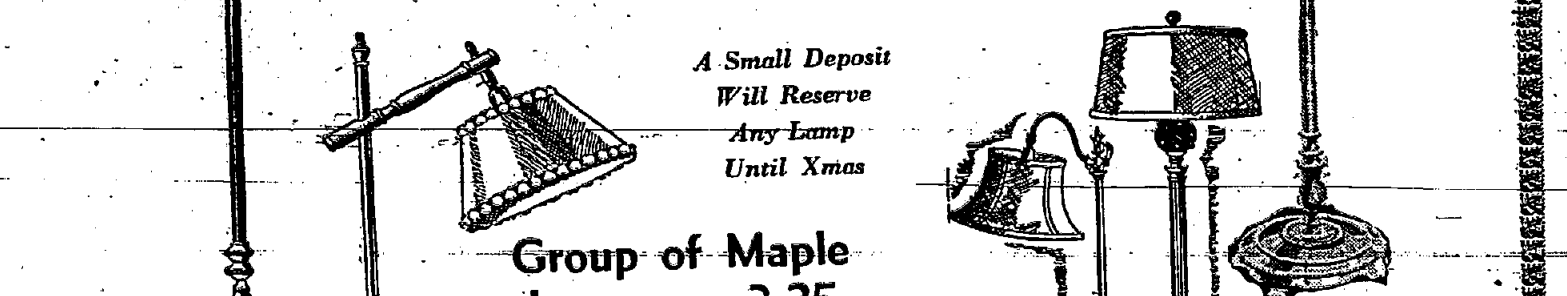 A Small Deposit
Will Reserve
Any Lamp
Until Xmas
Group of Maple